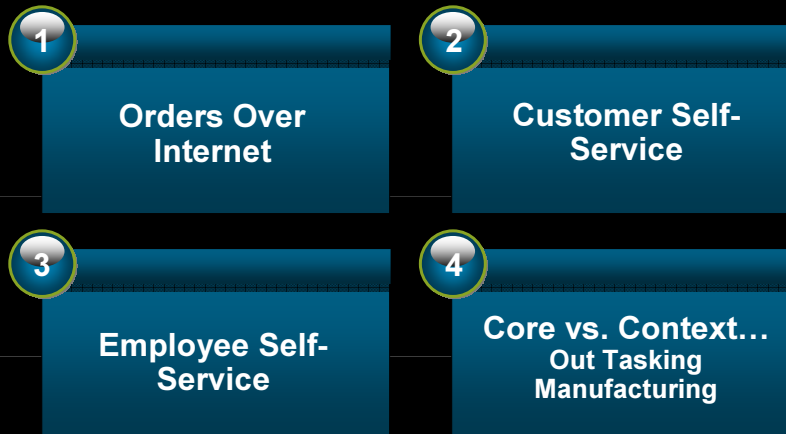 1
Orders Over
Internet
2
Customer Self-
Service
3
Employee Self-
Service
4
Core vs. Context…
Out Tasking
Manufacturing